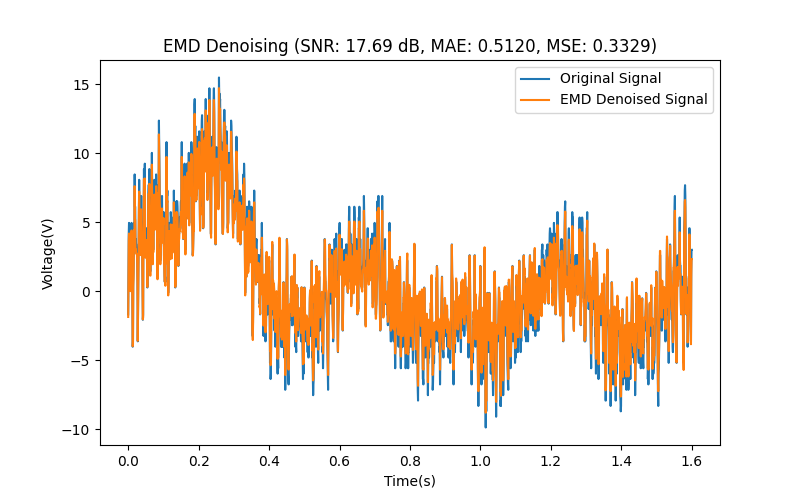 EMD Denoising (SNR: 17.69 dB, MAE: 0.5120, MSE: 0.3329)
Original Signal
EMD Denoised Signal
15
10
5
0
−5
−10
Voltage(V)
0.0 0.2 0.4 0.6 0.8 1.0 1.2 1.4 1.6
Time(s)